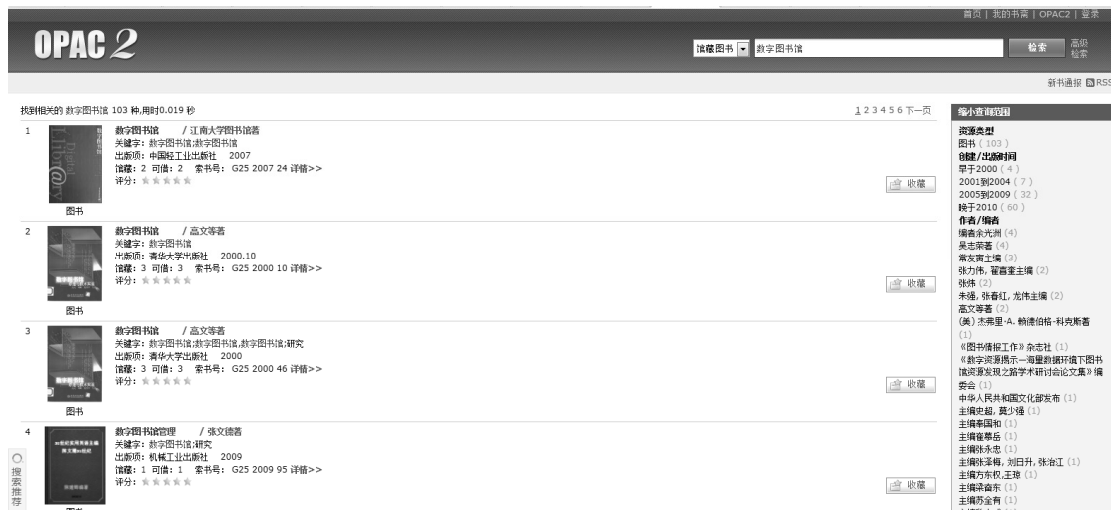 首页 | 我的书斋 | OPAC2 | 登录
OPAC 2
馆藏图书 数字图书馆 检索 高级检索
新书通报 RSS
找到相关的 数字图书馆 103 种,用时0.019 秒
1 2 3 4 5 6 下一页
1
数字图书馆 / 江南大学图书馆著
关键字: 数字图书馆;数字图书馆
出版项: 中国轻工业出版社 2007
馆藏: 2 可借: 2 索书号: G25 2007 24 详情>>
评分:
收藏
图书
2
数字图书馆 / 高文等著
关键字: 数字图书馆
出版项: 清华大学出版社 2000.10
馆藏: 3 可借: 3 索书号: G25 2000 10 详情>>
评分:
收藏
图书
3
数字图书馆 / 高文等著
关键字: 数字图书馆;数字图书馆,数字图书馆;研究
出版项: 清华大学出版社 2000
馆藏: 3 可借: 3 索书号: G25 2000 46 详情>>
评分:
收藏
图书
4
数字图书馆管理 / 张文德著
关键字: 数字图书馆;研究
出版项: 机械工业出版社 2009
馆藏: 1 可借: 1 索书号: G25 2009 95 详情>>
评分:
收藏
搜索推荐
缩小查询范围
资源类型
图书 ( 103 )
创建/出版时间
早于2000 ( 4 )
2001到2004 ( 7 )
2005到2009 ( 32 )
晚于2010 ( 60 )
作者/编者
编者余光洲 (4)
吴志荣著 (4)
常友寅主编 (3)
张力伟, 翟喜奎主编 (2)
张炜 (2)
朱强, 张春红, 龙伟主编 (2)
高文等著 (2)
(美) 杰弗里·A. 赖德伯格-科克斯著
(1)
《图书情报工作》杂志社 (1)
《数字资源揭示—海量数据环境下图书
馆资源发现之路学术研讨会论文集》编
委会 (1)
中华人民共和国文化部发布 (1)
主编史超, 莫少强 (1)
主编秦国和 (1)
主编崔慕岳 (1)
主编张永忠 (1)
主编张泽梅, 刘日升, 张治江 (1)
主编方东权,王琼 (1)
主编梁奋东 (1)
主编苏全有 (1)